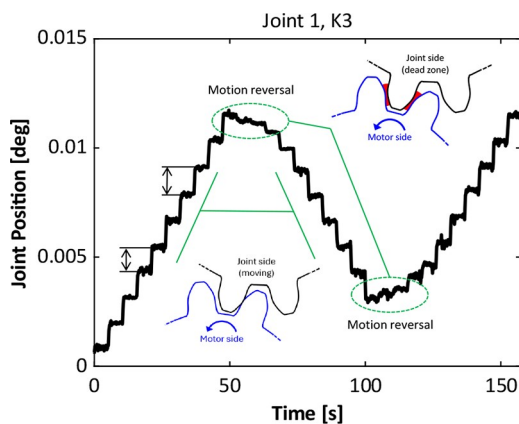 Joint 1, K3
0.015
0.01
0.005
0
0
50
100
150
Joint Position [deg]
Time [s]
Motion reversal
Joint side
(dead zone)
Motor side
Joint side
(moving)
Motor side
Motion reversal